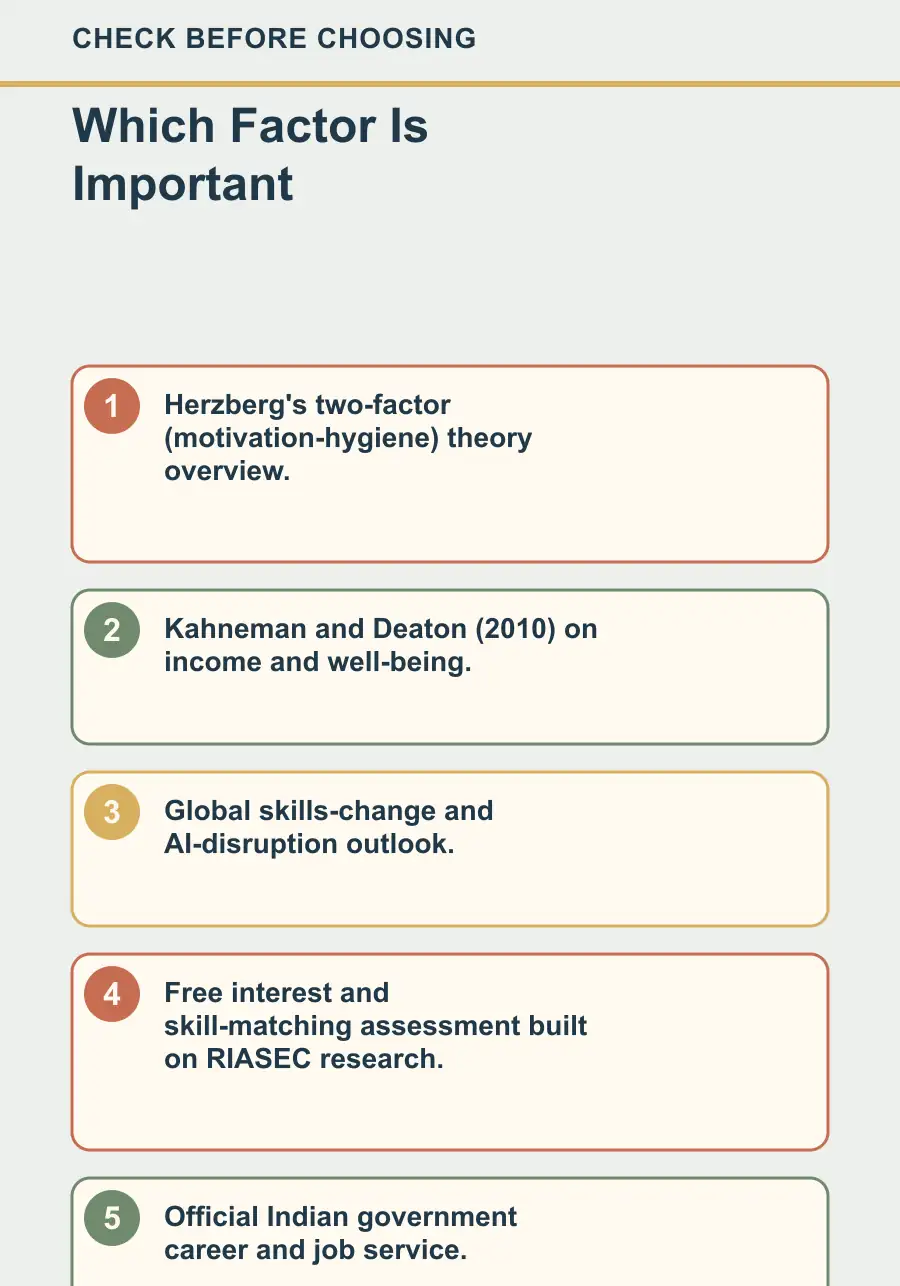 CHECK BEFORE CHOOSING
Which Factor Is
Important
1
Herzberg's two-factor
(motivation-hygiene) theory
overview.
2
Kahneman and Deaton (2010) on
income and well-being.
3
Global skills-change and
AI-disruption outlook.
4
Free interest and
skill-matching assessment built
on RIASEC research.
5
Official Indian government
career and job service.